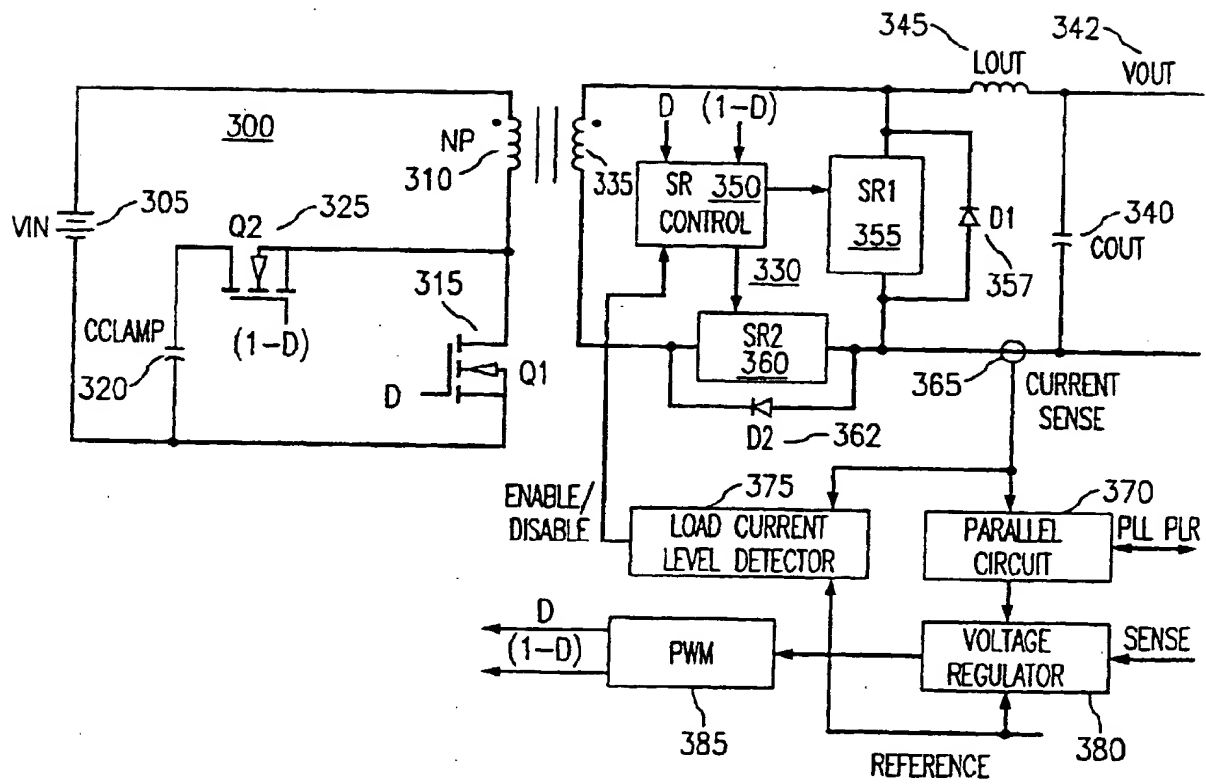 345
342
LOUT
VOUT
300
NP
310
335
D
(1-D)
SR
350
CONTROL
SR1
355
D1
357
340
COUT
VIN
305
Q2
325
(1-D)
CCLAMP
320
315
D
Q1
330
SR2
360
D2
362
365
CURRENT
SENSE
ENABLE/
DISABLE
375
LOAD CURRENT
LEVEL DETECTOR
370
PARALLEL
CIRCUIT
PLL PLR
D
(1-D)
PWM
385
VOLTAGE
REGULATOR
380
SENSE
REFERENCE